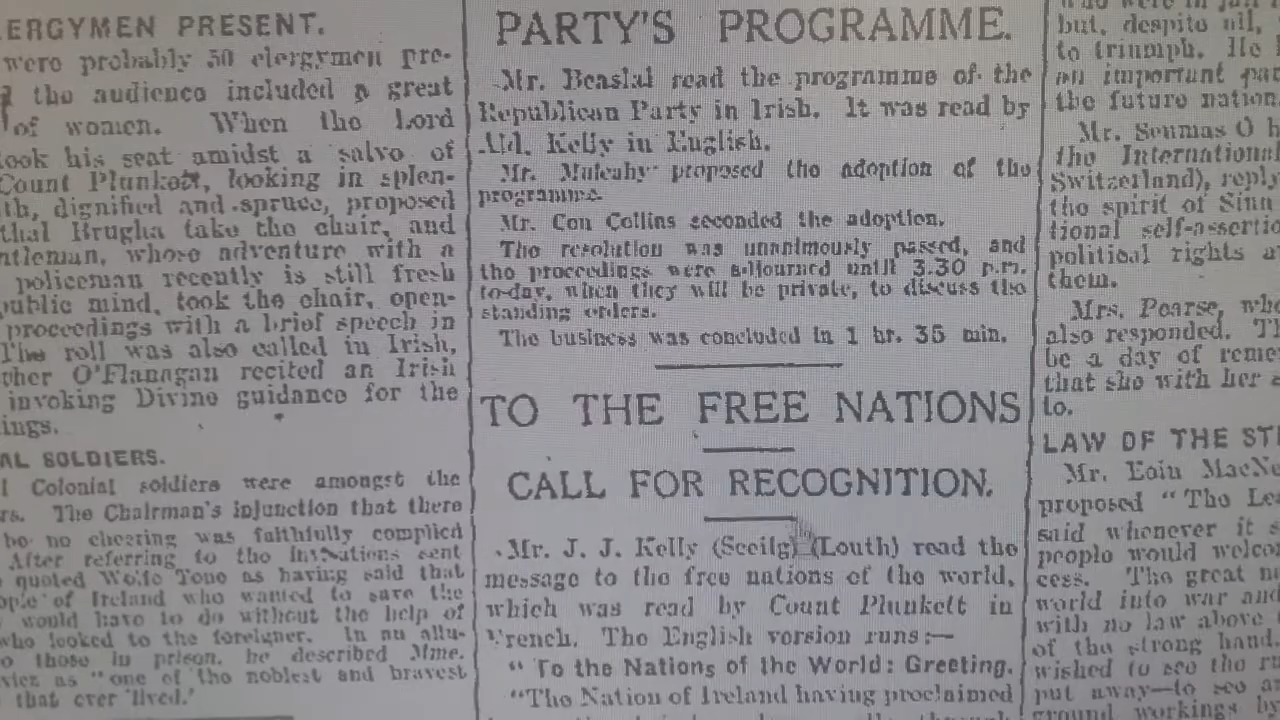 ERGYMEN PRESENT.
were probably 50 clergymen pre-
the audience included a great
of women. When the Lord
ook his seat amidst a salvo of
Count Plunkett, looking in splen-
th, dignified and spruce, proposed
thal Brugha take the chair, and
ntleman, whose adventure with a
policeman recently is still fresh
public mind, took the chair, open-
proceedings with a brief speech in
The roll was also called in Irish,
ther O'Flanagan recited an Irish
invoking Divine guidance for the
ings.
AL SOLDIERS.
Colonial soldiers were amongst the
rs. The Chairman's injunction that there
be no cheering was faithfully complied
After referring to the invitations sent
quoted Wolfe Tone as having said that
ople of Ireland who wanted to save the
would have to do without the help of
who looked to the foreigner. In an allu-
o those in prison, he described Mme.
as "one of the noblest and bravest
that ever lived.'
PARTY'S PROGRAMME.
Mr. Beaslai read the programme of the
Republican Party in Irish. It was read by
Ald. Kelly in English.
Mr. Mulcahy proposed the adoption of the
programme.
Mr. Con Collins seconded the adoption.
The resolution was unanimously passed, and
the proceedings were adjourned until 3.30 p.m.
to-day, when they will be private, to discuss the
standing orders.
The business was concluded in 1 hr. 35 min.
TO THE FREE NATIONS
CALL FOR RECOGNITION.
Mr. J. J. Kelly (Sceilg) (Louth) read the
message to the free nations of the world,
which was read by Count Plunkett in
French. The English version runs:—
"To the Nations of the World: Greeting.
"The Nation of Ireland having proclaimed
but, despite all,
to triumph. He
an important par
the future nation
Mr. Seumas O h
the International
Switzerland), reply
the spirit of Sinn
tional self-assertio
political rights a
them.
Mrs. Pearse, who
also responded. T
be a day of reme
that she with her a
to.
LAW OF THE ST
Mr. Eoin MacNe
proposed "The Le
said whenever it s
people would welco
cess. The great n
world into war and
with no law above
of the strong hand.
wished to see the ru
put away—to see a
ground workings by